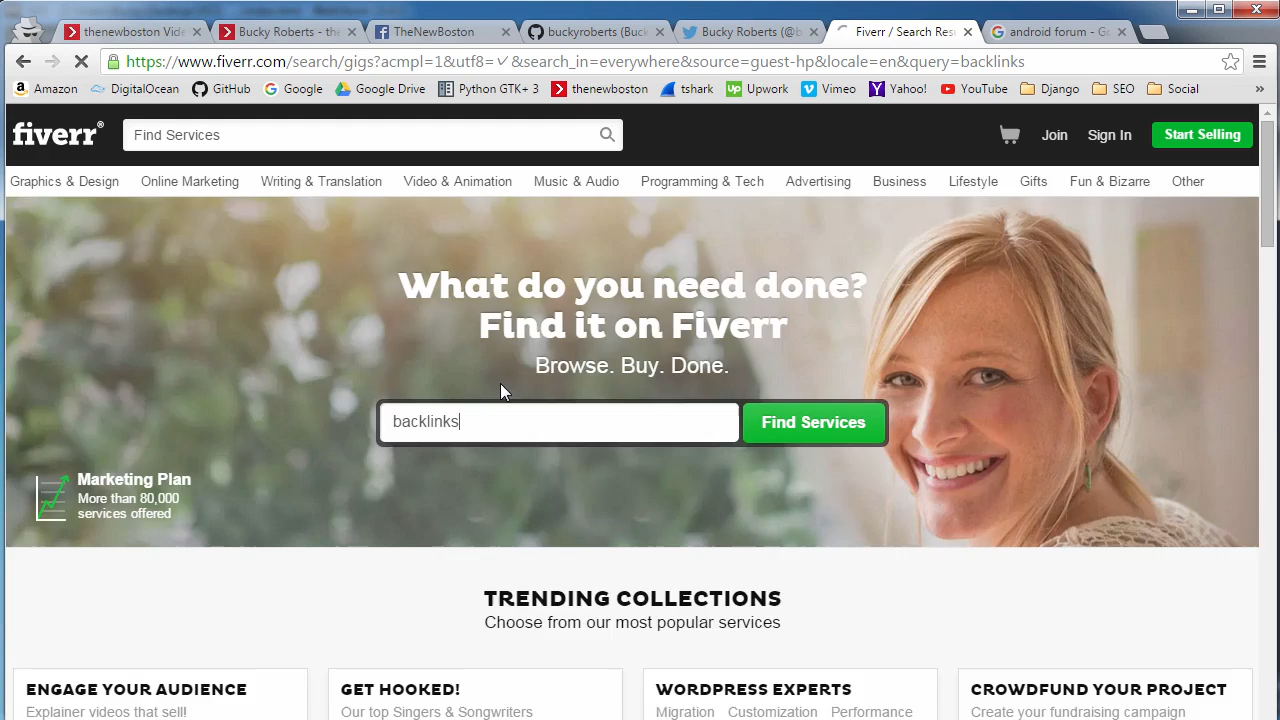 thenewboston Vide
Bucky Roberts - the
TheNewBoston
buckyroberts (Buck
Bucky Roberts (@b
Fiverr / Search Resu
android forum - Go
https://www.fiverr.com/search/gigs?acmpl=1&utf8=✓&search_in=everywhere&source=guest-hp&locale=en&query=backlinks
Amazon
DigitalOcean
GitHub
Google
Google Drive
Python GTK+ 3
thenewboston
tshark
Up Upwork
Vimeo
Yahoo!
YouTube
Django
SEO
Social
»
fiverr®
Find Services
Join
Sign In
Start Selling
Graphics & Design
Online Marketing
Writing & Translation
Video & Animation
Music & Audio
Programming & Tech
Advertising
Business
Lifestyle
Gifts
Fun & Bizarre
Other
What do you need done?
Find it on Fiverr
Browse. Buy. Done.
backlinks
Find Services
Marketing Plan
More than 80,000
services offered
TRENDING COLLECTIONS
Choose from our most popular services
ENGAGE YOUR AUDIENCE
Explainer videos that sell!
GET HOOKED!
Our top Singers & Songwriters
WORDPRESS EXPERTS
Migration Customization Performance
CROWDFUND YOUR PROJECT
Create your fundraising campaign